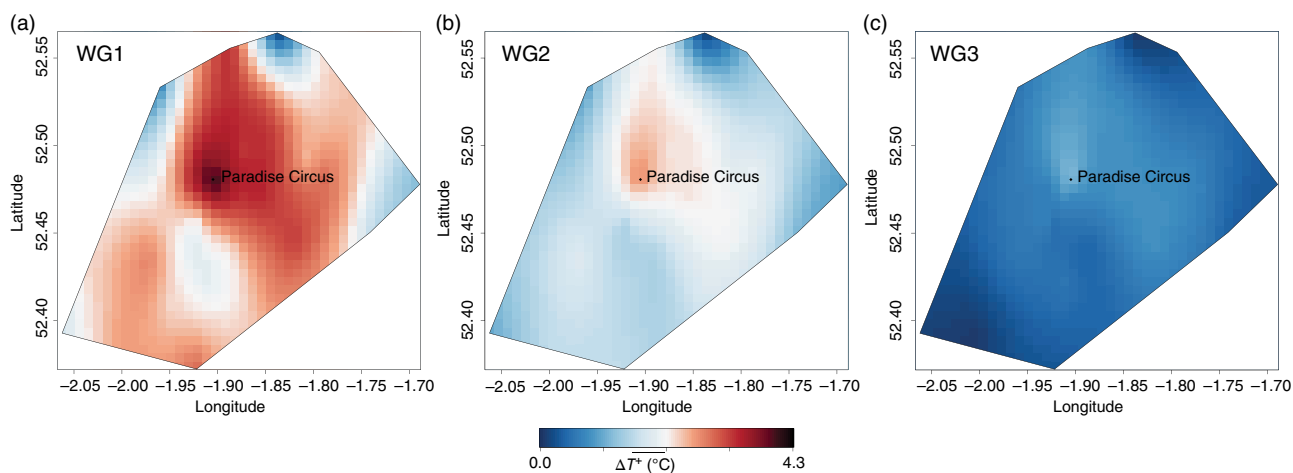 (a)
WG1
Paradise Circus
Latitude
52.55
52.50
52.45
52.40
−2.05 −2.00 −1.95 −1.90 −1.85 −1.80 −1.75 −1.70
Longitude
(b)
WG2
Paradise Circus
Latitude
52.55
52.50
52.45
52.40
−2.05 −2.00 −1.95 −1.90 −1.85 −1.80 −1.75 −1.70
Longitude
(c)
WG3
Paradise Circus
Latitude
52.55
52.50
52.45
52.40
−2.05 −2.00 −1.95 −1.90 −1.85 −1.80 −1.75 −1.70
Longitude
0.0 ΔT⁺ (°C) 4.3